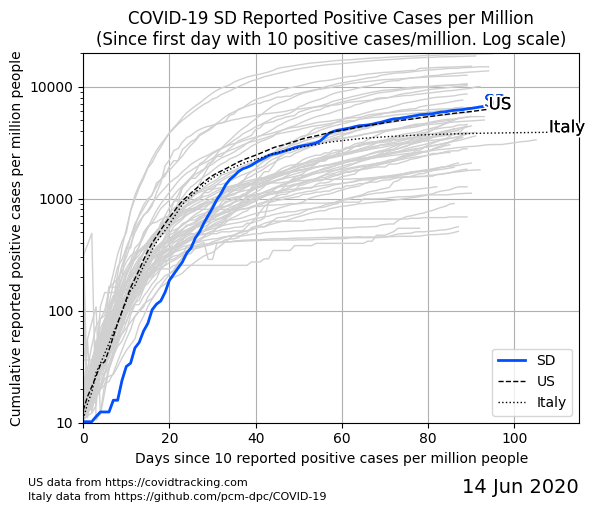 COVID-19 SD Reported Positive Cases per Million
(Since first day with 10 positive cases/million. Log scale)
Cumulative reported positive cases per million people
10000
1000
100
10
SD
US
Italy
SD
US
Italy
0
20
40
60
80
100
Days since 10 reported positive cases per million people
US data from https://covidtracking.com
Italy data from https://github.com/pcm-dpc/COVID-19
14 Jun 2020